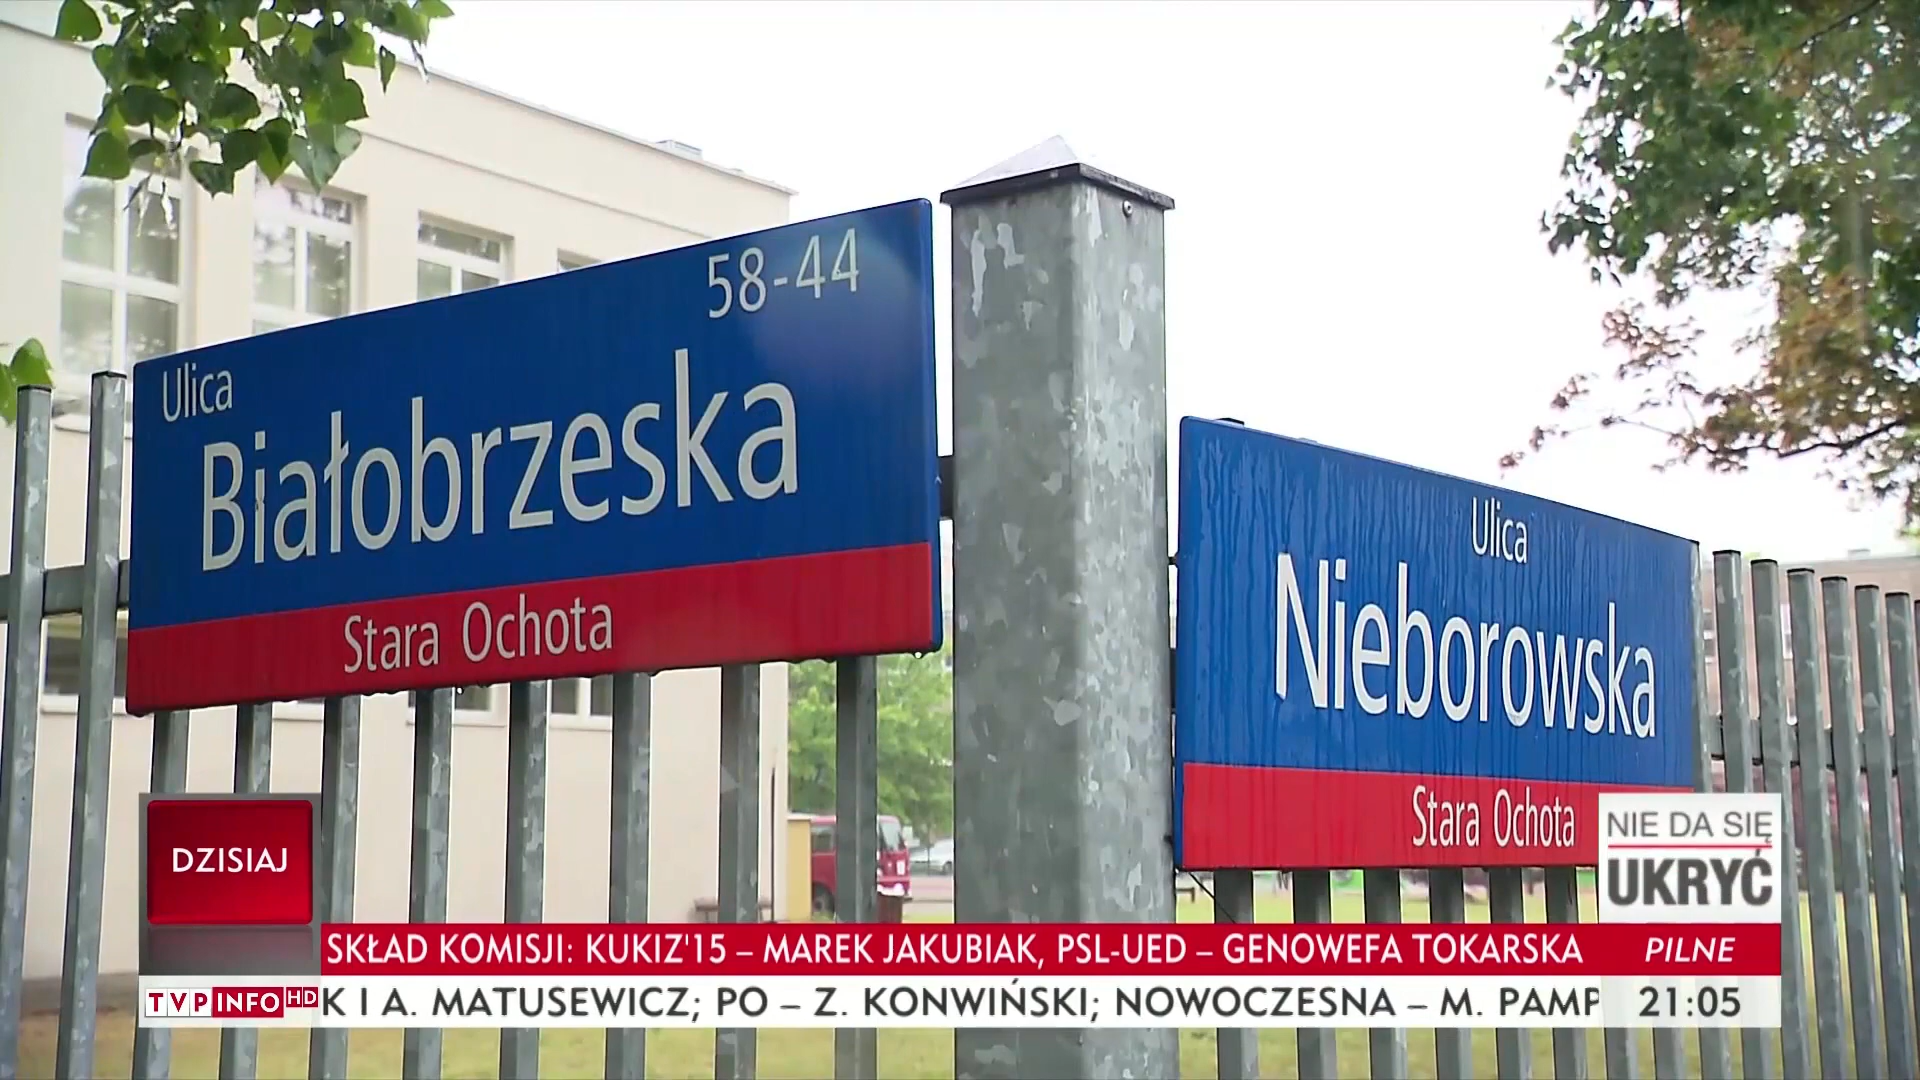 58-44
Ulica
Białobrzeska
Stara Ochota
Ulica
Nieborowska
Stara Ochota
DZISIAJ
NIE DA SIĘ
UKRYĆ
SKŁAD KOMISJI: KUKIZ'15 – MAREK JAKUBIAK, PSL-UED – GENOWEFA TOKARSKA
PILNE
TVP INFO HD
K I A. MATUSEWICZ; PO – Z. KONWIŃSKI; NOWOCZESNA – M. PAMP
21:05